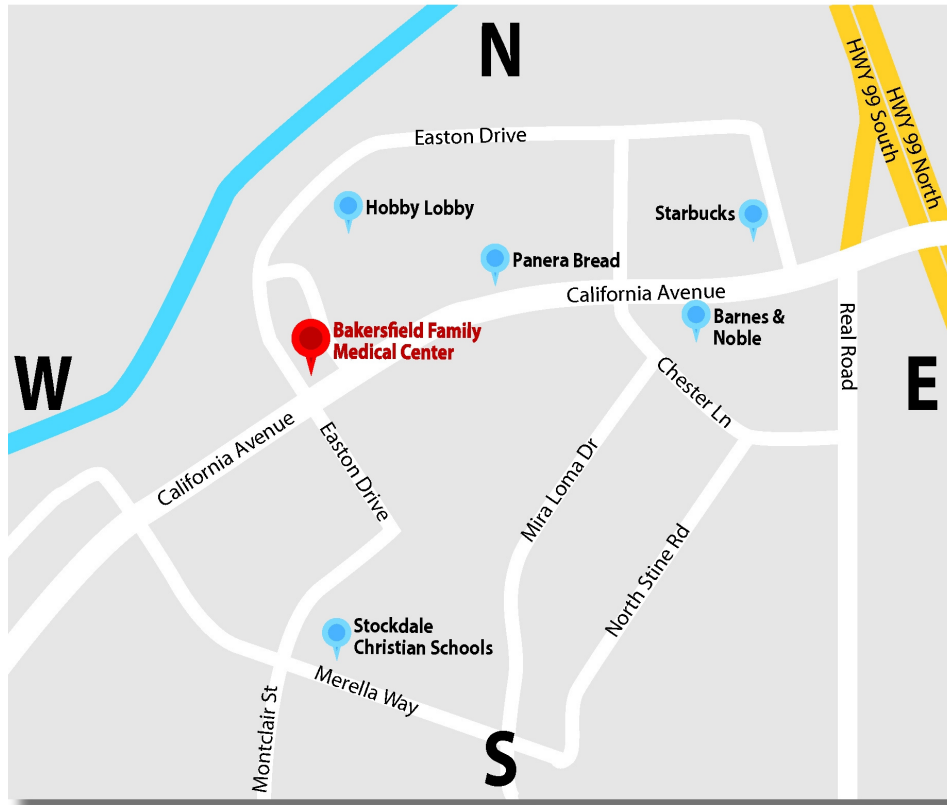 N
HWY 99 South
HWY 99 North
Easton Drive
Hobby Lobby
Starbucks
Panera Bread
California Avenue
Barnes &
Noble
Real Road
Bakersfield Family
Medical Center
W
E
Chester Ln
California Avenue
Easton Drive
Mira Loma Dr
North Stine Rd
Stockdale
Christian Schools
Merella Way
Montclair St
S